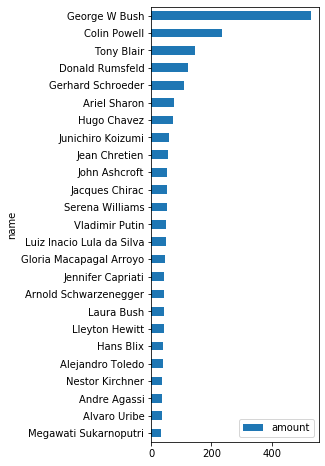 George W Bush
Colin Powell
Tony Blair
Donald Rumsfeld
Gerhard Schroeder
Ariel Sharon
Hugo Chavez
Junichiro Koizumi
Jean Chretien
John Ashcroft
Jacques Chirac
Serena Williams
Vladimir Putin
Luiz Inacio Lula da Silva
Gloria Macapagal Arroyo
Jennifer Capriati
Arnold Schwarzenegger
Laura Bush
Lleyton Hewitt
Hans Blix
Alejandro Toledo
Nestor Kirchner
Andre Agassi
Alvaro Uribe
Megawati Sukarnoputri
name
amount
0 200 400